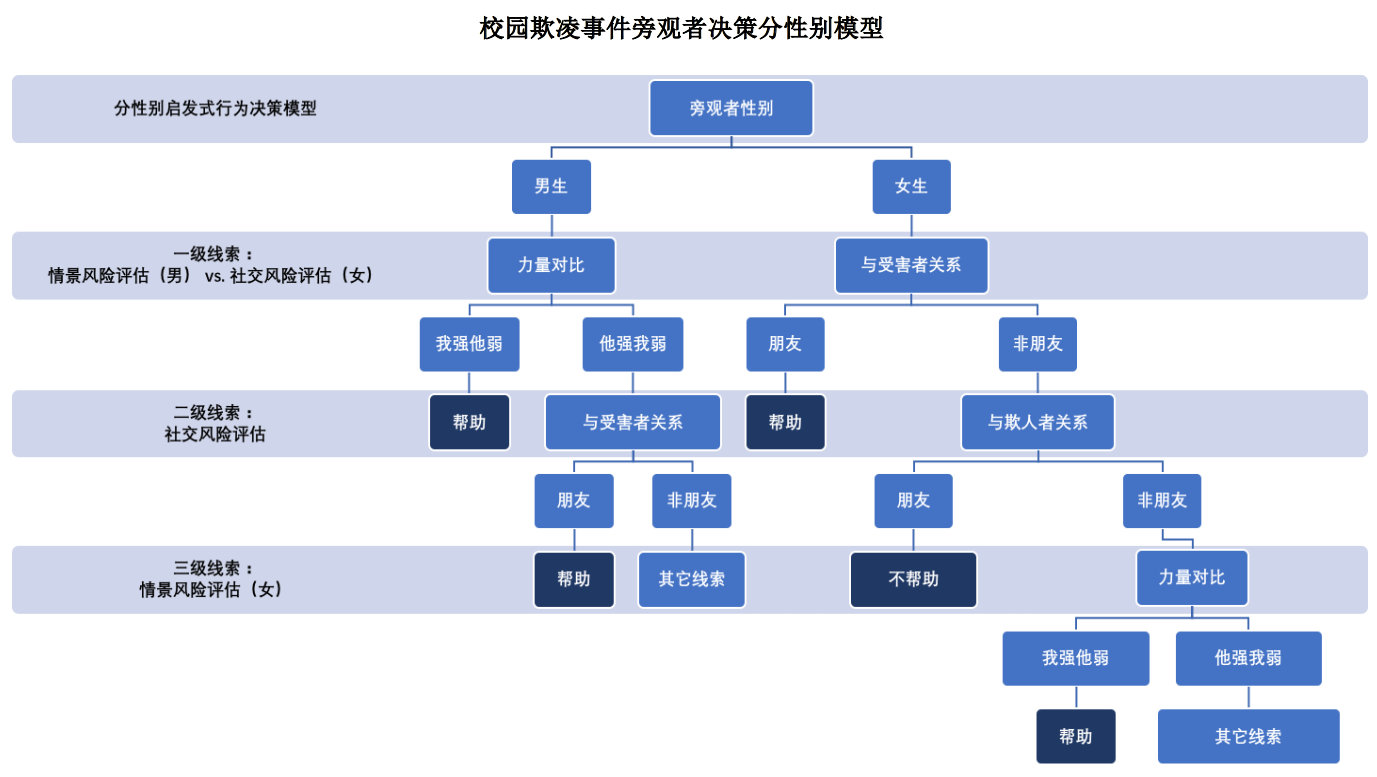 校园欺凌事件旁观者决策分性别模型
分性别启发式行为决策模型
旁观者性别
男生
女生
一级线索：
情景风险评估（男） vs. 社交风险评估（女）
力量对比
与受害者关系
我强他弱
他强我弱
朋友
非朋友
二级线索：
社交风险评估
帮助
与受害者关系
帮助
与欺人者关系
朋友
非朋友
朋友
非朋友
三级线索：
情景风险评估（女）
帮助
其它线索
不帮助
力量对比
我强他弱
他强我弱
帮助
其它线索